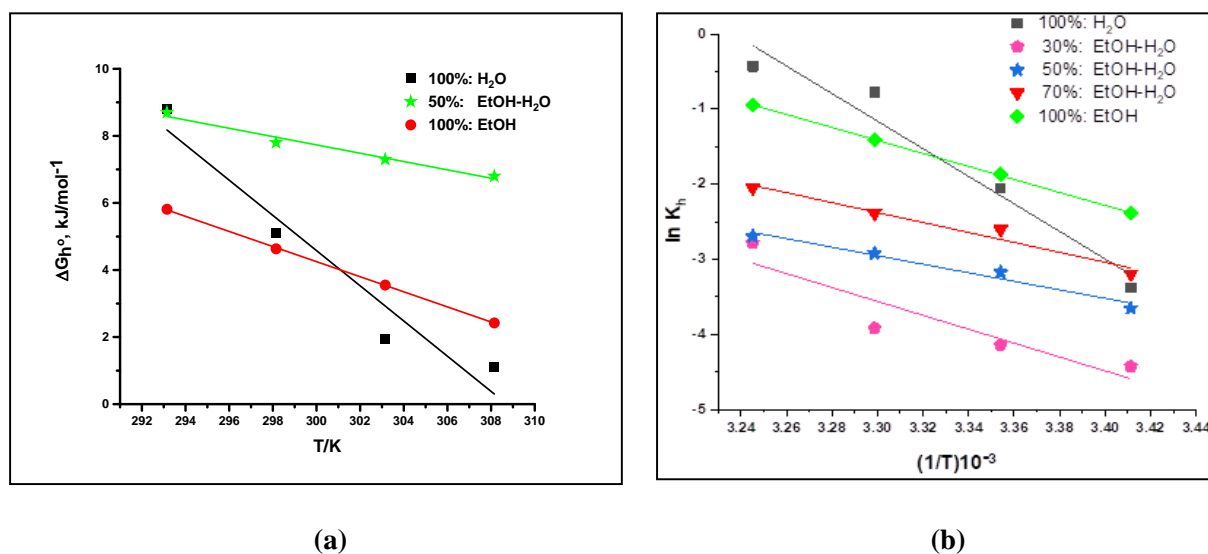 10
8
6
4
2
0
ΔGₕ°, kJ/mol⁻¹
100%: H₂O
50%: EtOH-H₂O
100%: EtOH
292 294 296 298 300 302 304 306 308 310
T/K
(a)
0
-1
-2
-3
-4
-5
ln Kₕ
100%: H₂O
30%: EtOH-H₂O
50%: EtOH-H₂O
70%: EtOH-H₂O
100%: EtOH
3.24 3.26 3.28 3.30 3.32 3.34 3.36 3.38 3.40 3.42 3.44
(1/T)10⁻³
(b)